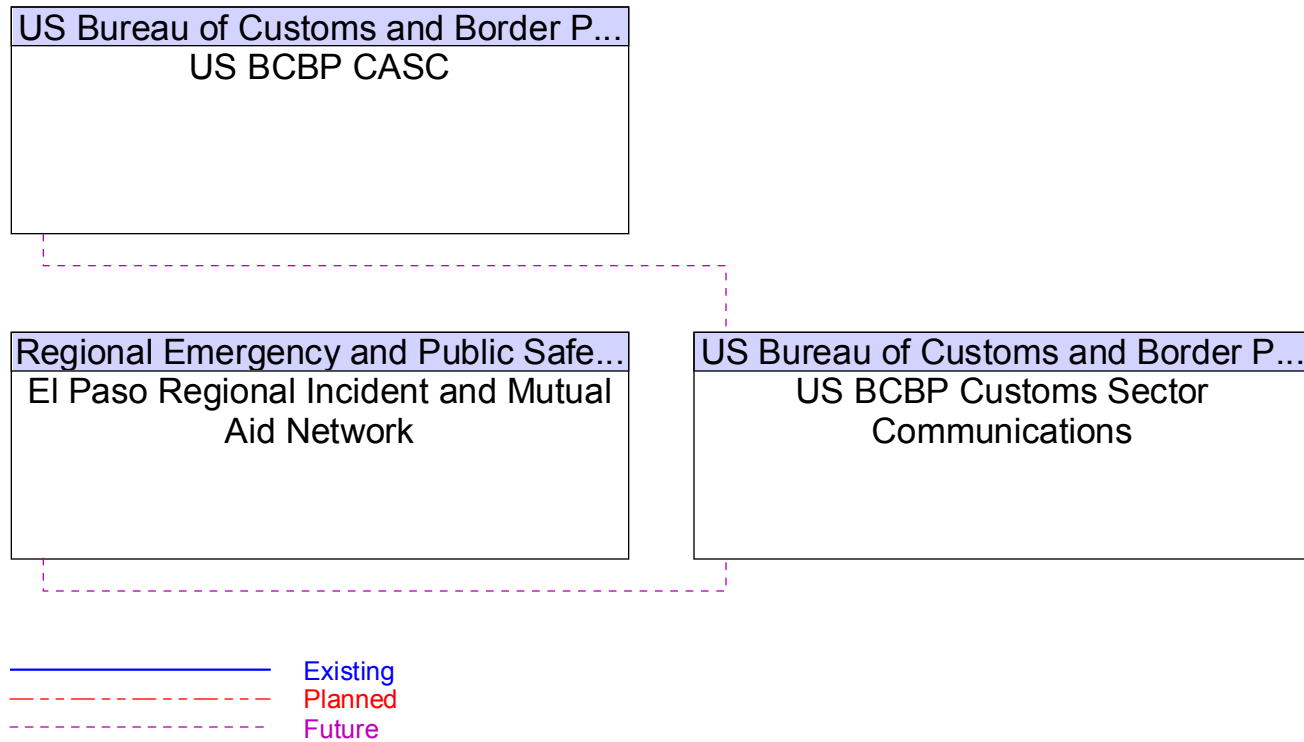 US Bureau of Customs and Border P...
US BCBP CASC
Regional Emergency and Public Safe...
El Paso Regional Incident and Mutual
Aid Network
US Bureau of Customs and Border P...
US BCBP Customs Sector
Communications
Existing
Planned
Future